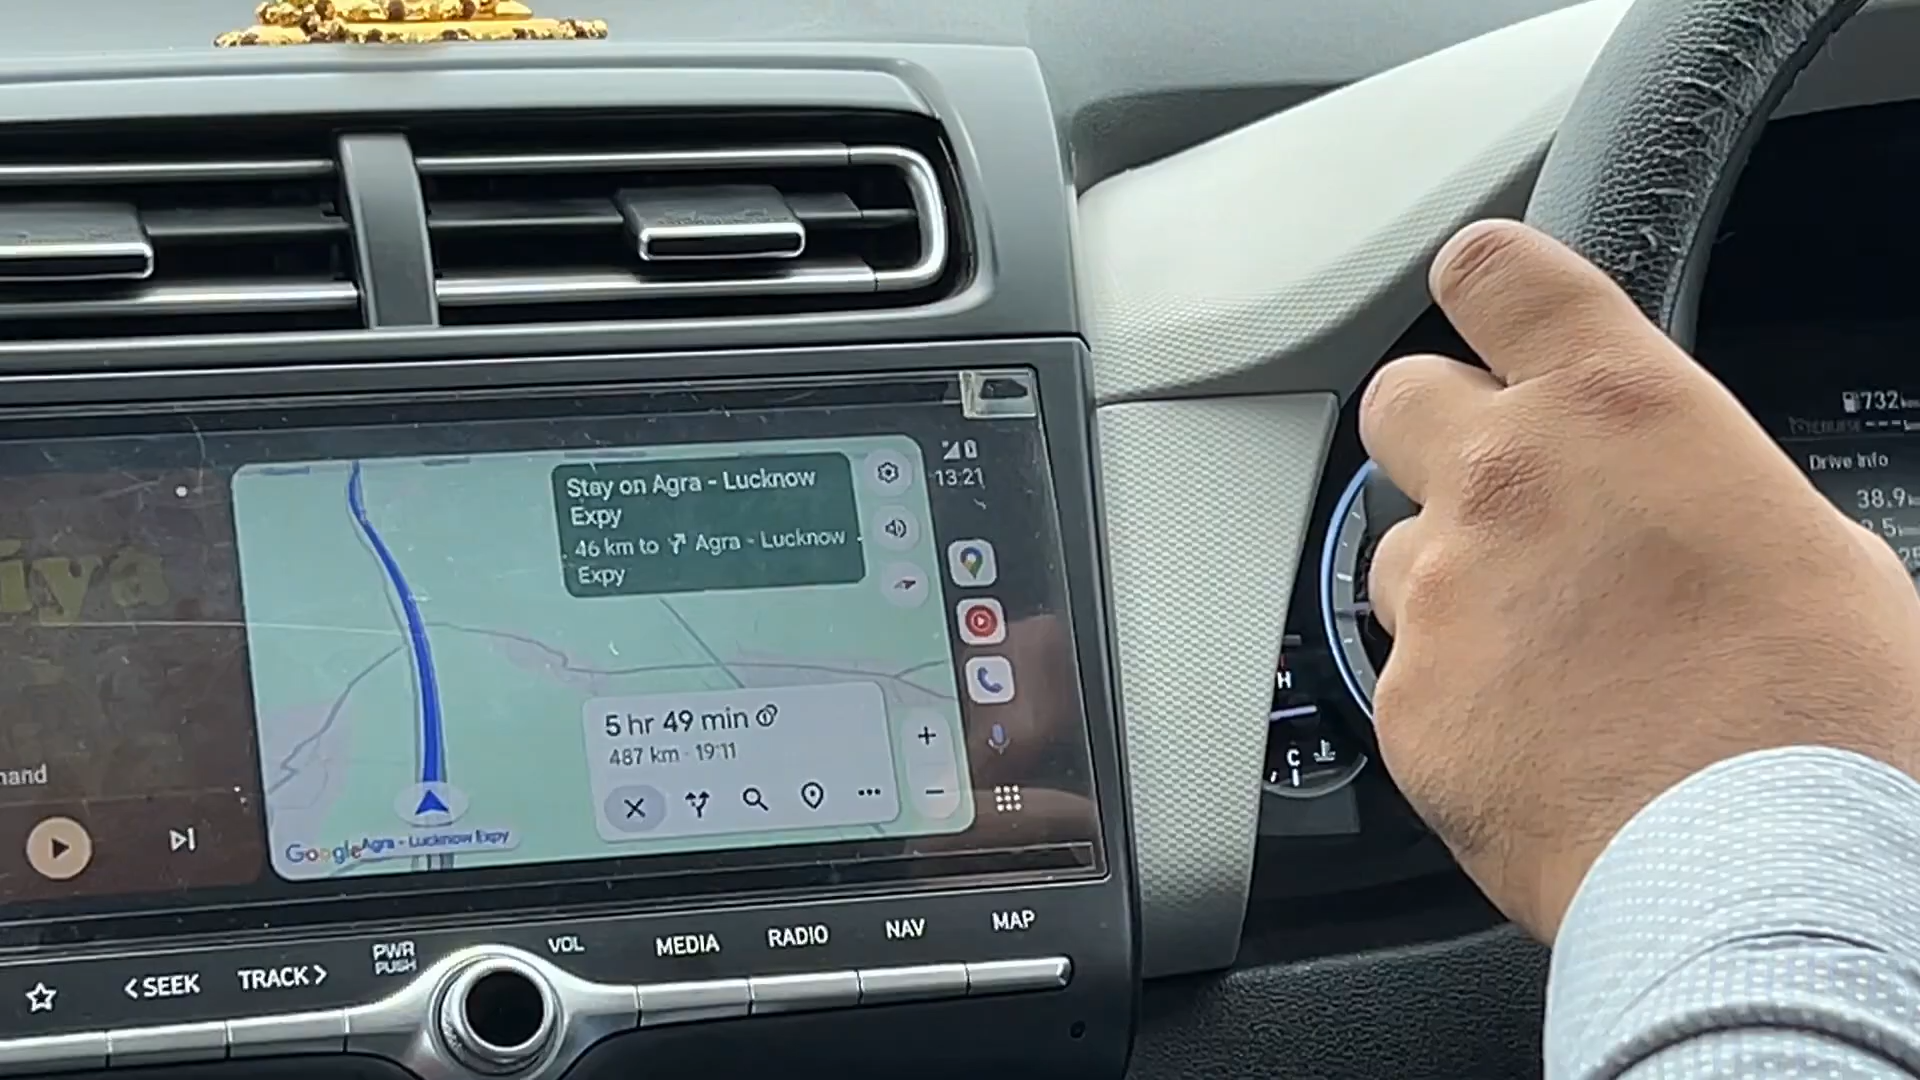 Stay on Agra - Lucknow
Expy
46 km to Agra - Lucknow
Expy
13:21
5 hr 49 min
487 km · 19:11
Google
Agra - Lucknow Expy
< SEEK
TRACK >
PWR
PUSH
VOL
MEDIA
RADIO
NAV
MAP
H
C
732
Drive Info
38.9